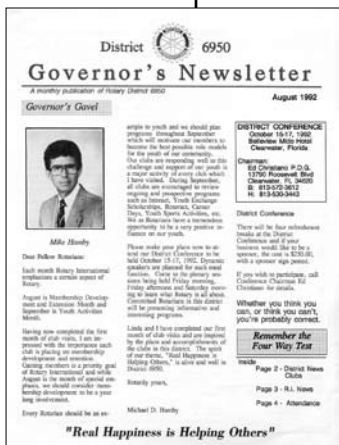 District 6950
Governor's Newsletter
A monthly publication of Rotary District 6950
August 1992
Governor's Gavel
Mike Homby
Dear Fellow Rotarians:
Each month Rotary International
emphasizes a certain aspect of
Rotary.
August is Membership Develop-
ment and Extension Month and
September is Youth Activities
Month.
Having now completed the first
month of club visits, I am im-
pressed with the importance each
club is placing on membership
development and retention.
Gaining members is a priority goal
of Rotary International and while
August is the month of special em-
phasis, we should consider mem-
bership development to be a year
long involvement.
Every Rotarian should be an ex-
ample to youth and we should plan
programs throughout September
which will motivate our members to
become the best possible role models
for the youth of our community.
Our clubs are responding well to this
challenge and support of our youth is
a major activity of every club which
I have visited. During September,
all clubs are encouraged to review
ongoing and prospective programs
such as Interact, Youth Exchange
Scholarships, Rotaract, Career
Days, Youth Sports Activities, etc.
We as Rotarians have a tremendous
opportunity to be a very positive in-
fluence on our youth.
Please make your plans now to at-
tend our District Conference to be
held October 15-17, 1992. Dynamic
speakers are planned for each meal
function. Come to the plenary ses-
sions being held Friday morning,
Friday afternoon and Saturday morn-
ing to learn what Rotary is all about.
Committed Rotarians in this district
will be presenting informative and
interesting programs.
Linda and I have completed our first
month of club visits and are inspired
by the plans and accomplishments of
the clubs in this district. The spirit
of our theme, "Real Happiness is
Helping Others", is alive and well in
District 6950.
Rotarily yours,
Michael D. Homby
DISTRICT CONFERENCE
October 15-17, 1992
Belleview Mido Hotel
Clearwater, Florida
Chairman:
Ed Christiano P.D.G.
13790 Roosevelt Blvd
Clearwater, FL 34620
B: 813-572-3612
H: 813-530-3443
District Conference
There will be four refreshment
breaks at the District
Conference and if your
business would like to be a
sponsor, the cost is $250.00,
with a sponsor sign posted.
If you wish to participate, call
Conference Chairman Ed
Christiano for details.
Whether you think you
can, or think you can't,
you're probably correct.
Remember the
Four Way Test
Inside
Page 2 - District News
Clubs
Page 3 - R.I. News
Page 4 - Attendance
"Real Happiness is Helping Others"